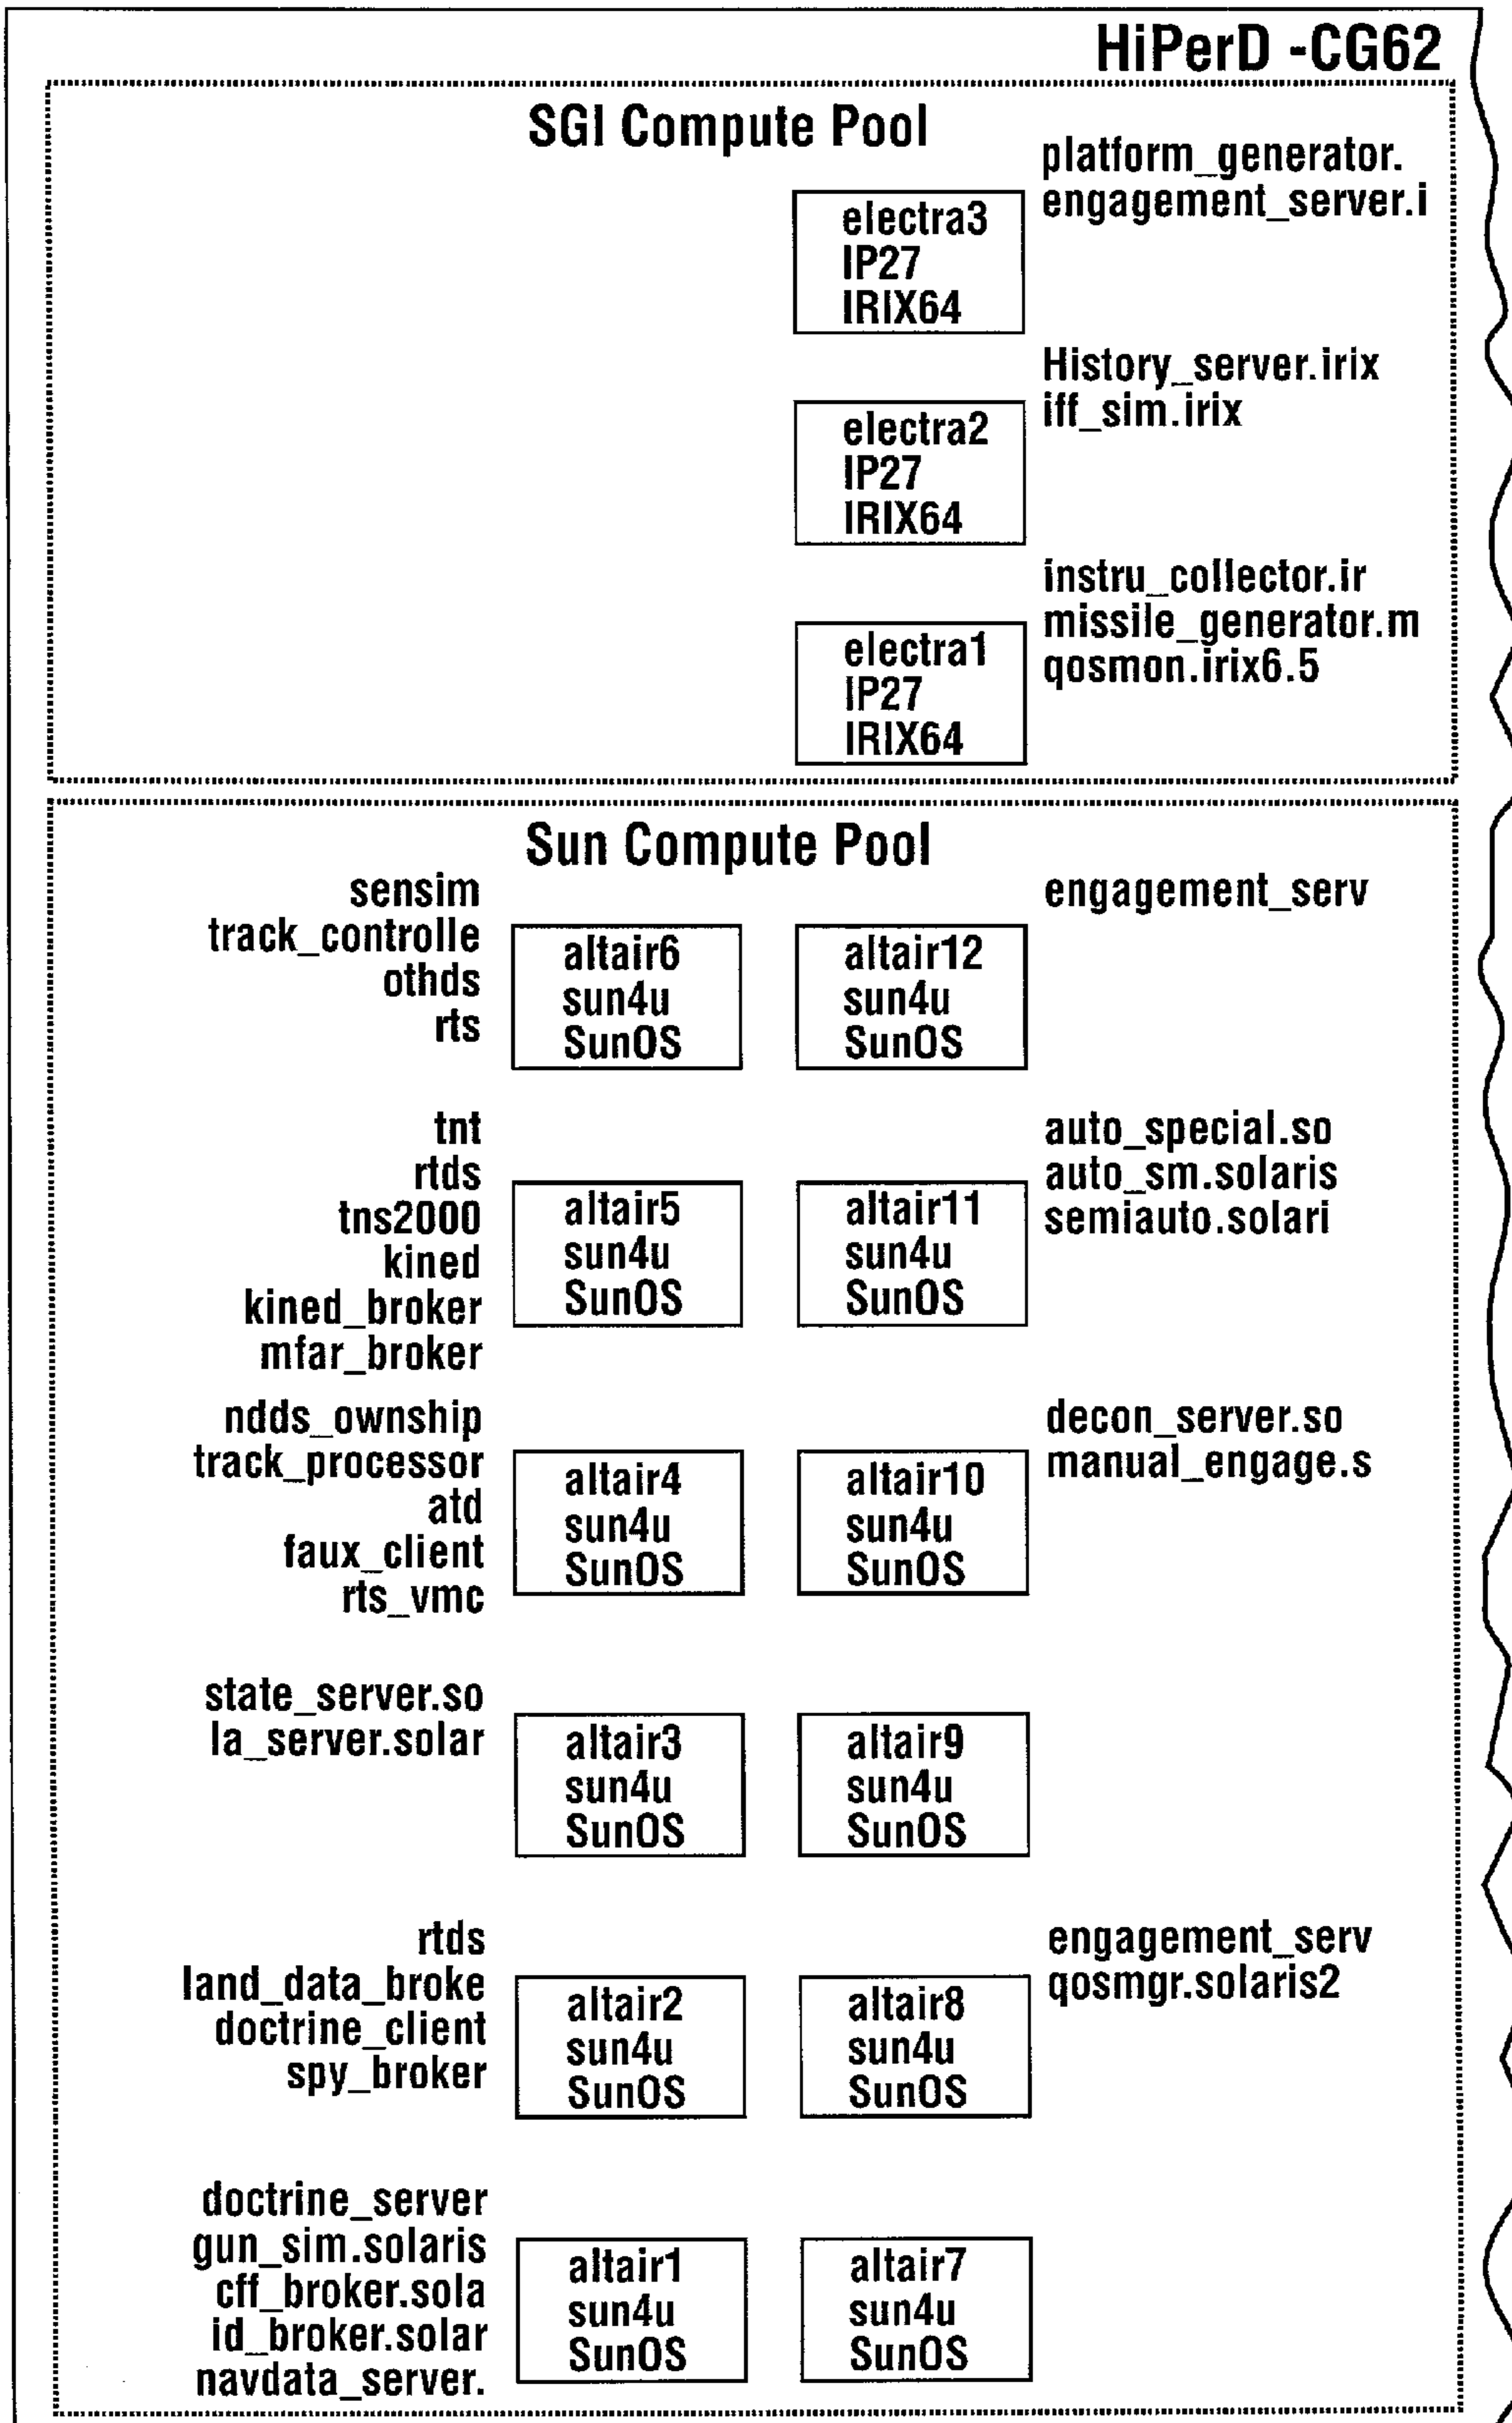 HiPerD -CG62
SGI Compute Pool
platform_generator.
engagement_server.i
electra3
IP27
IRIX64
History_server.irix
iff_sim.irix
electra2
IP27
IRIX64
instru_collector.ir
missile_generator.m
qosmon.irix6.5
electra1
IP27
IRIX64
Sun Compute Pool
sensim
track_controlle
othds
rts
altair6
sun4u
SunOS
altair12
sun4u
SunOS
engagement_serv
tnt
rtds
tns2000
kined
kined_broker
mfar_broker
altair5
sun4u
SunOS
altair11
sun4u
SunOS
auto_special.so
auto_sm.solaris
semiauto.solari
ndds_ownship
track_processor
atd
faux_client
rts_vmc
altair4
sun4u
SunOS
altair10
sun4u
SunOS
decon_server.so
manual_engage.s
state_server.so
la_server.solar
altair3
sun4u
SunOS
altair9
sun4u
SunOS
rtds
land_data_broke
doctrine_client
spy_broker
altair2
sun4u
SunOS
altair8
sun4u
SunOS
engagement_serv
qosmgr.solaris2
doctrine_server
gun_sim.solaris
cff_broker.sola
id_broker.solar
navdata_server.
altair1
sun4u
SunOS
altair7
sun4u
SunOS